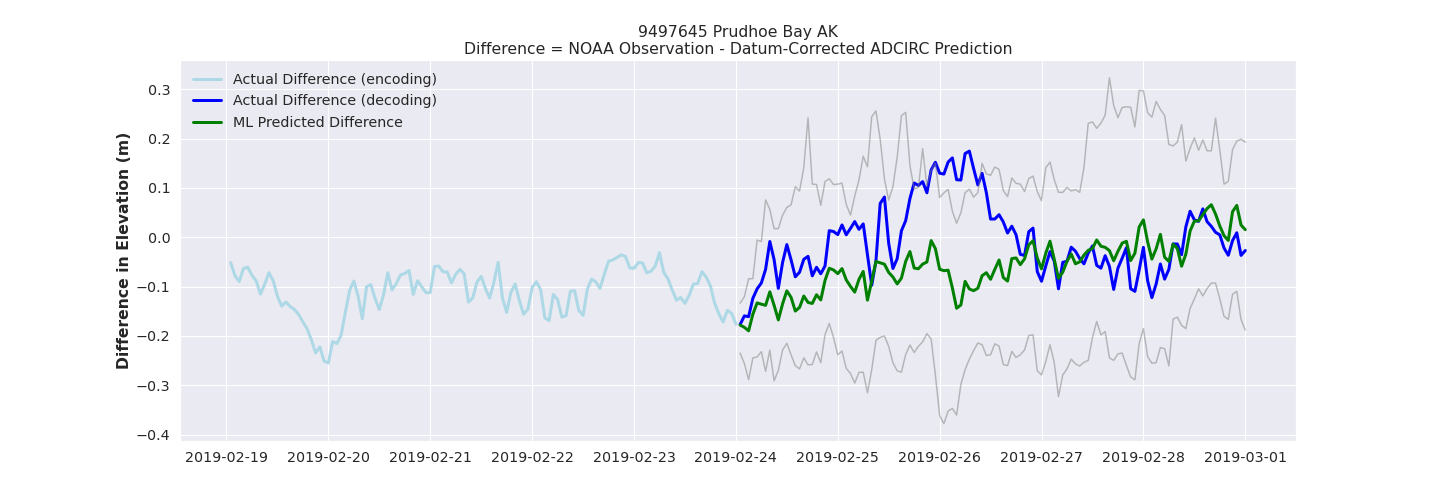 9497645 Prudhoe Bay AK
Difference = NOAA Observation - Datum-Corrected ADCIRC Prediction
Actual Difference (encoding)
Actual Difference (decoding)
ML Predicted Difference
Difference in Elevation (m)
0.3
0.2
0.1
0.0
−0.1
−0.2
−0.3
−0.4
2019-02-19 2019-02-20 2019-02-21 2019-02-22 2019-02-23 2019-02-24 2019-02-25 2019-02-26 2019-02-27 2019-02-28 2019-03-01